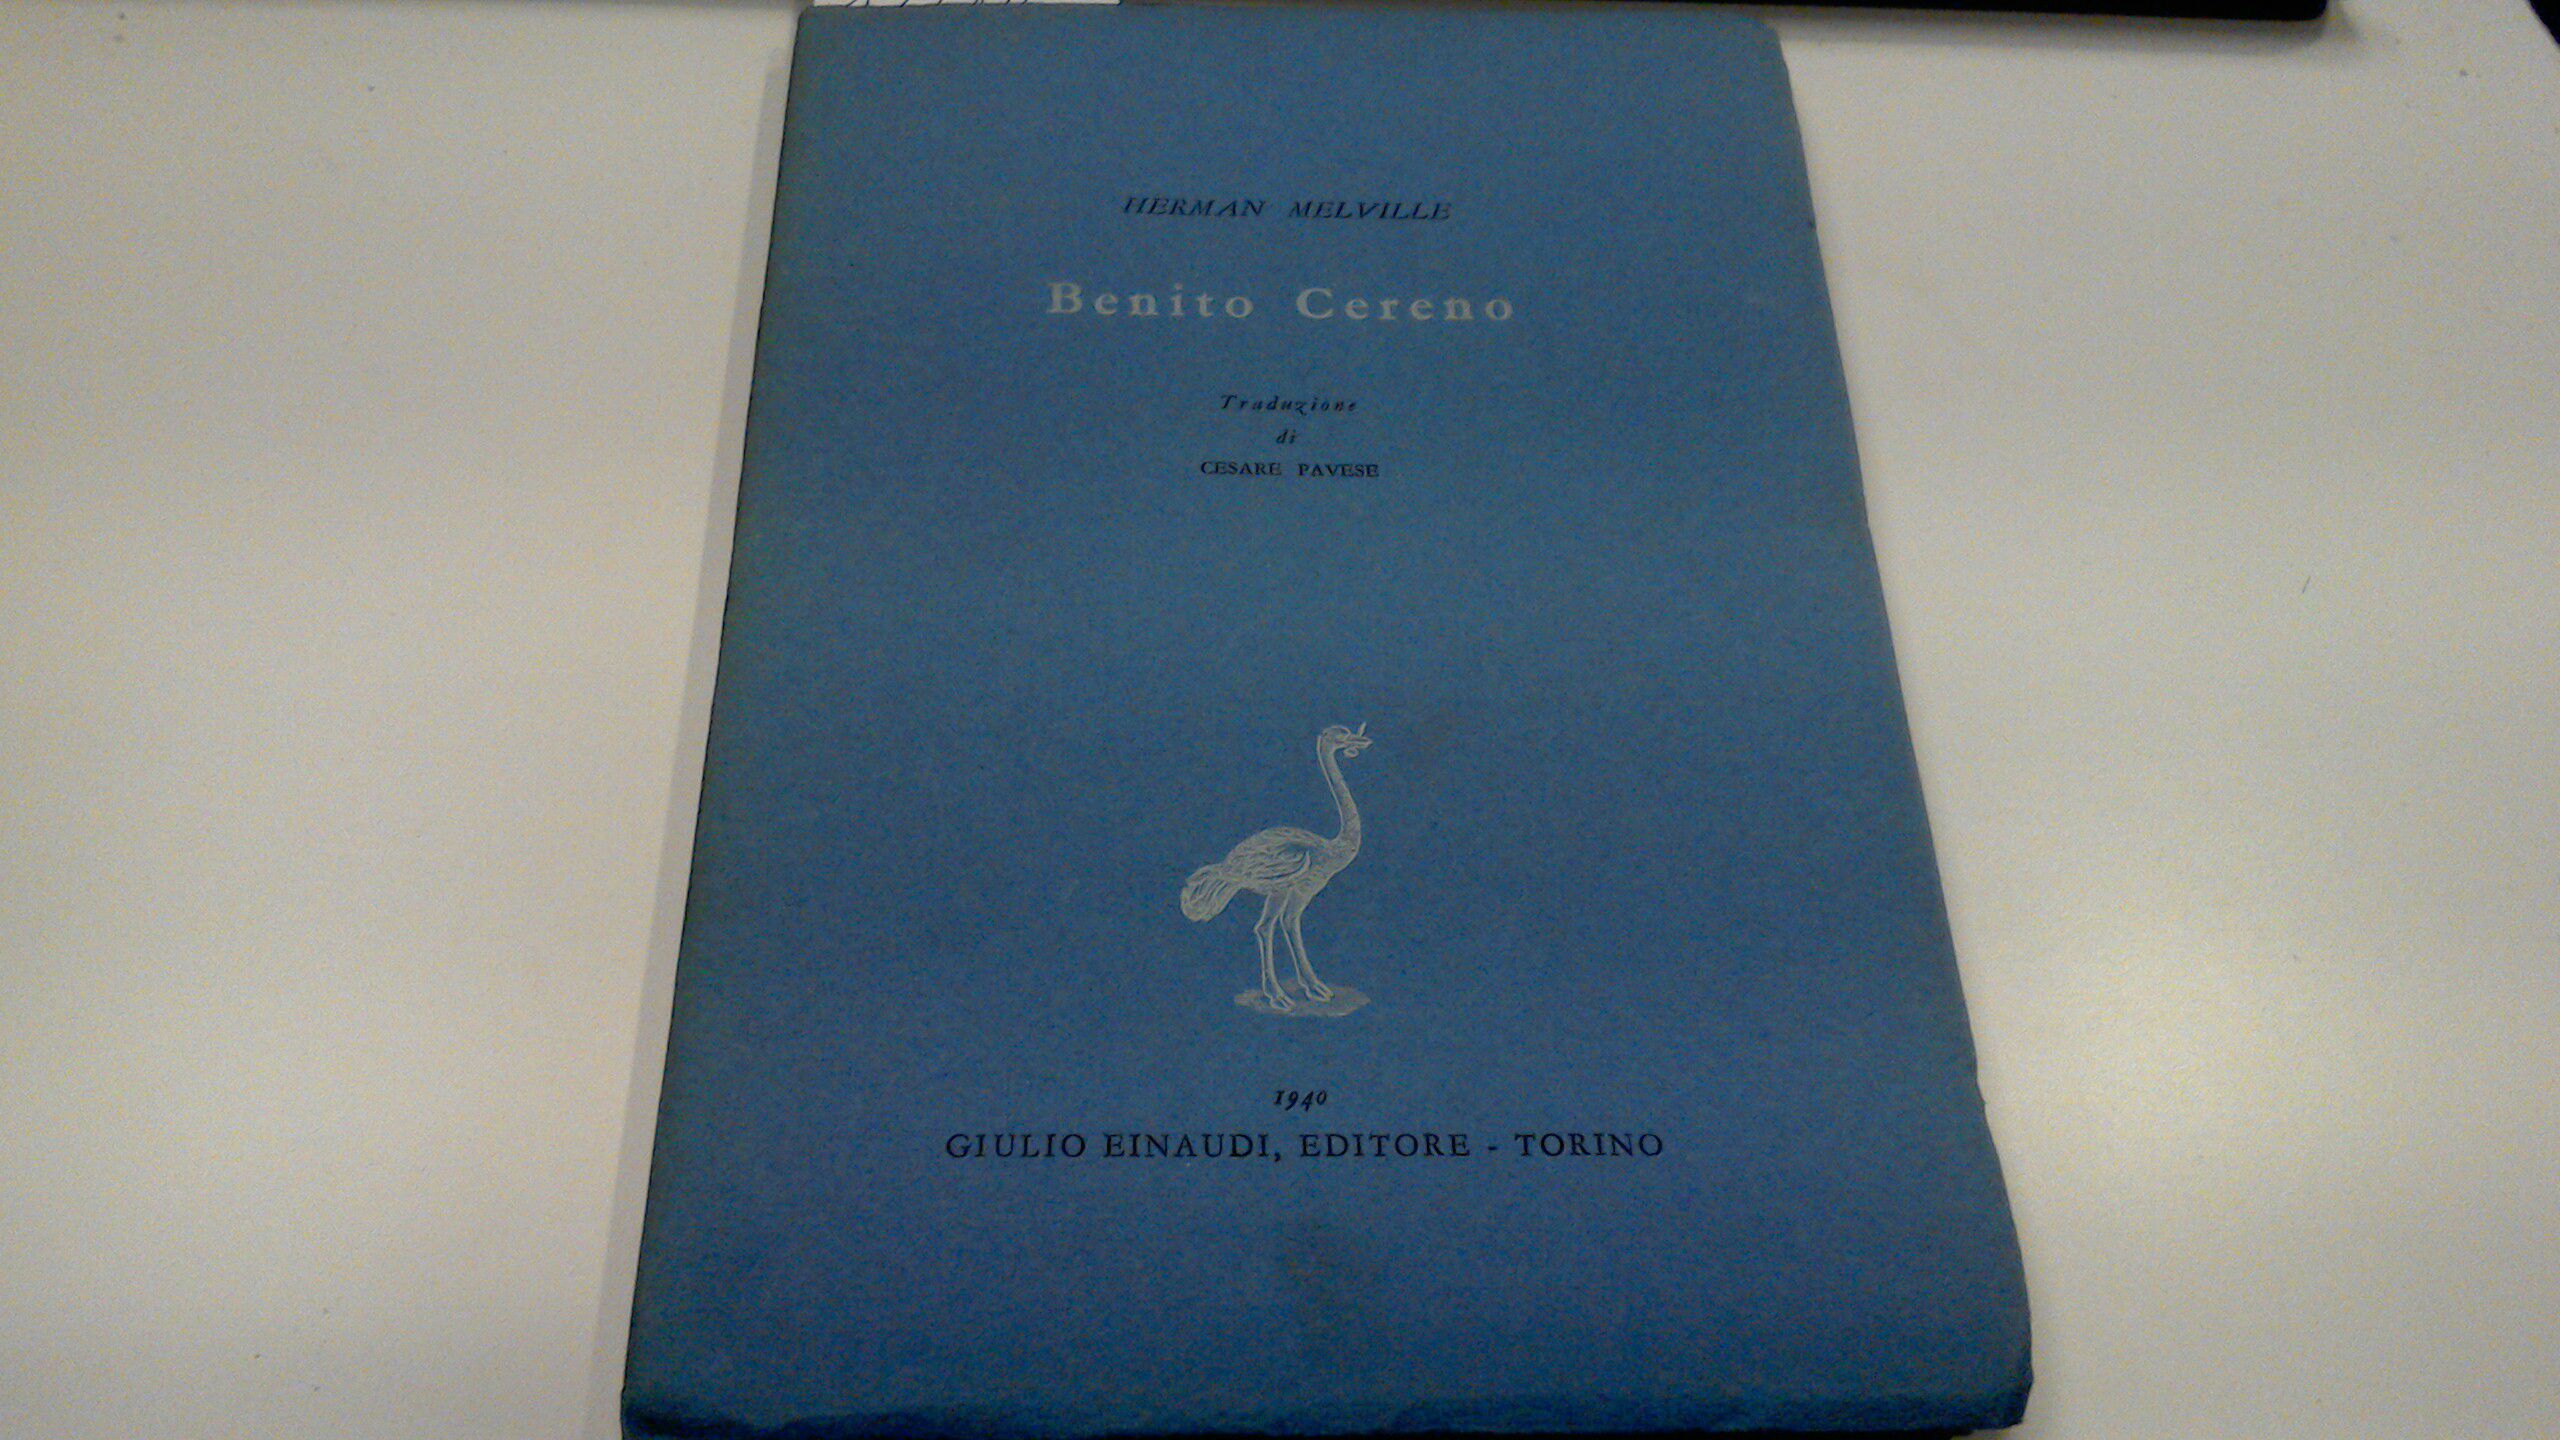 HERMAN MELVILLE
Benito Cereno
Traduzione
di
CESARE PAVESE
1940
GIULIO EINAUDI, EDITORE - TORINO